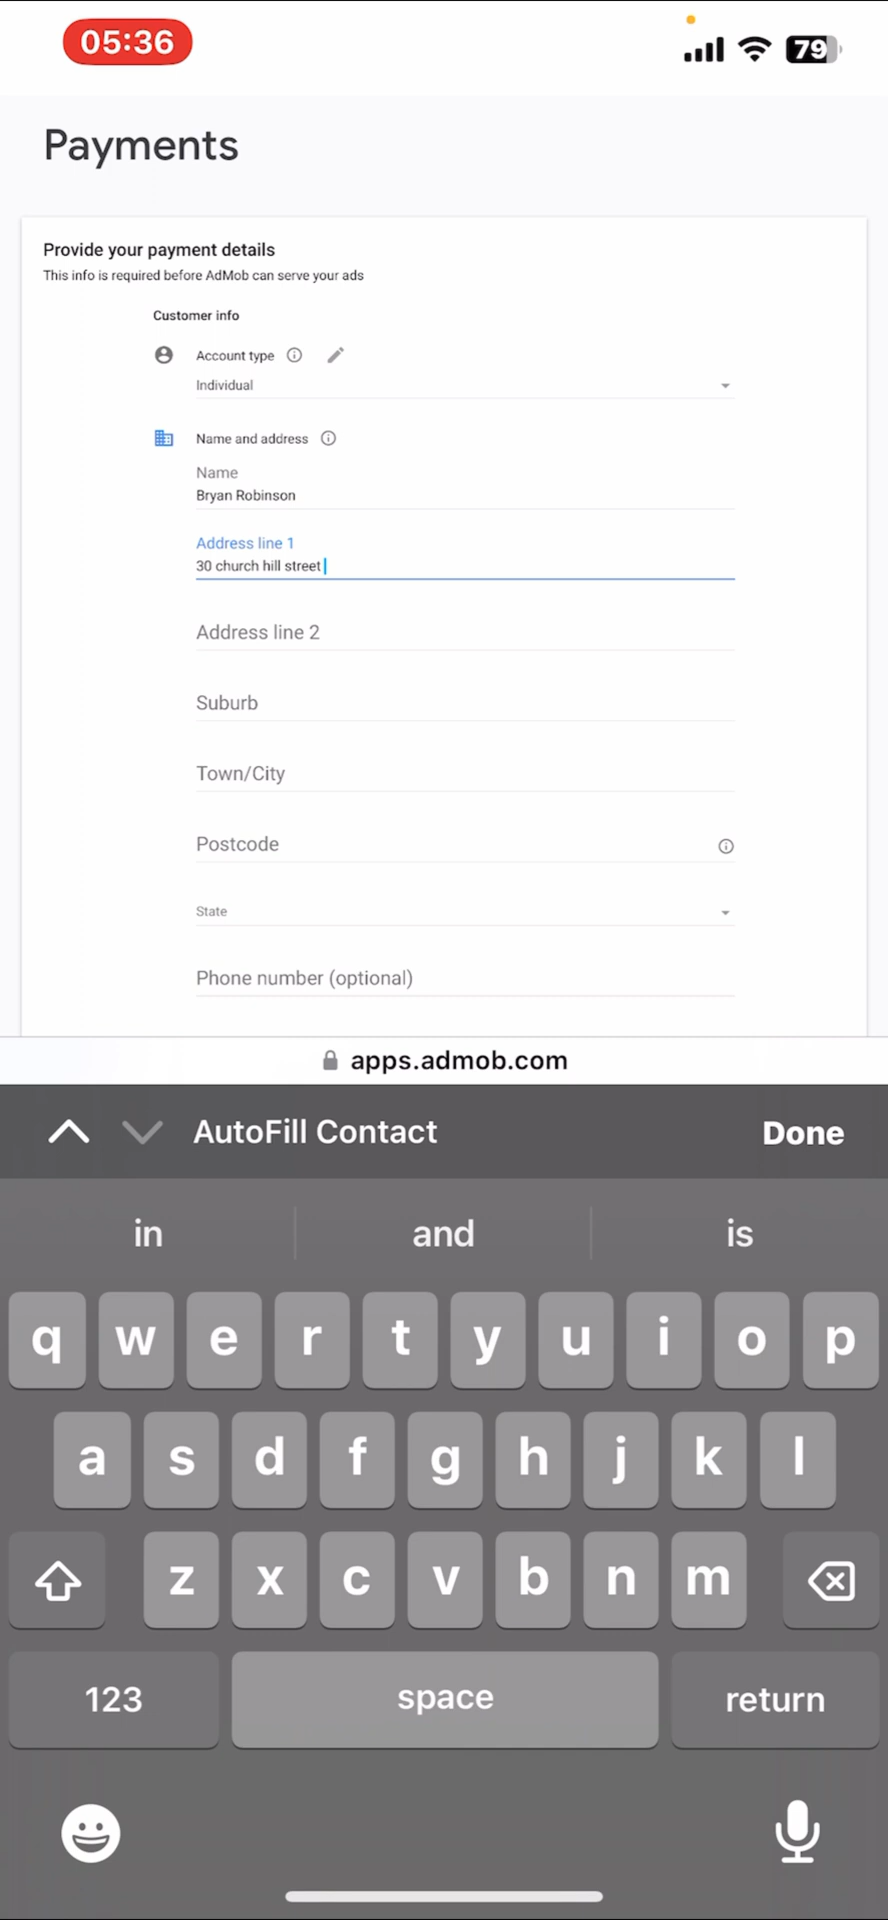 05:36
79
Payments
Provide your payment details
This info is required before AdMob can serve your ads
Customer info
Account type
Individual
Name and address
Name
Bryan Robinson
Address line 1
30 church hill street
Address line 2
Suburb
Town/City
Postcode
State
Phone number (optional)
apps.admob.com
AutoFill Contact Done
in and is
q w e r t y u i o p
a s d f g h j k l
z x c v b n m
123 space return